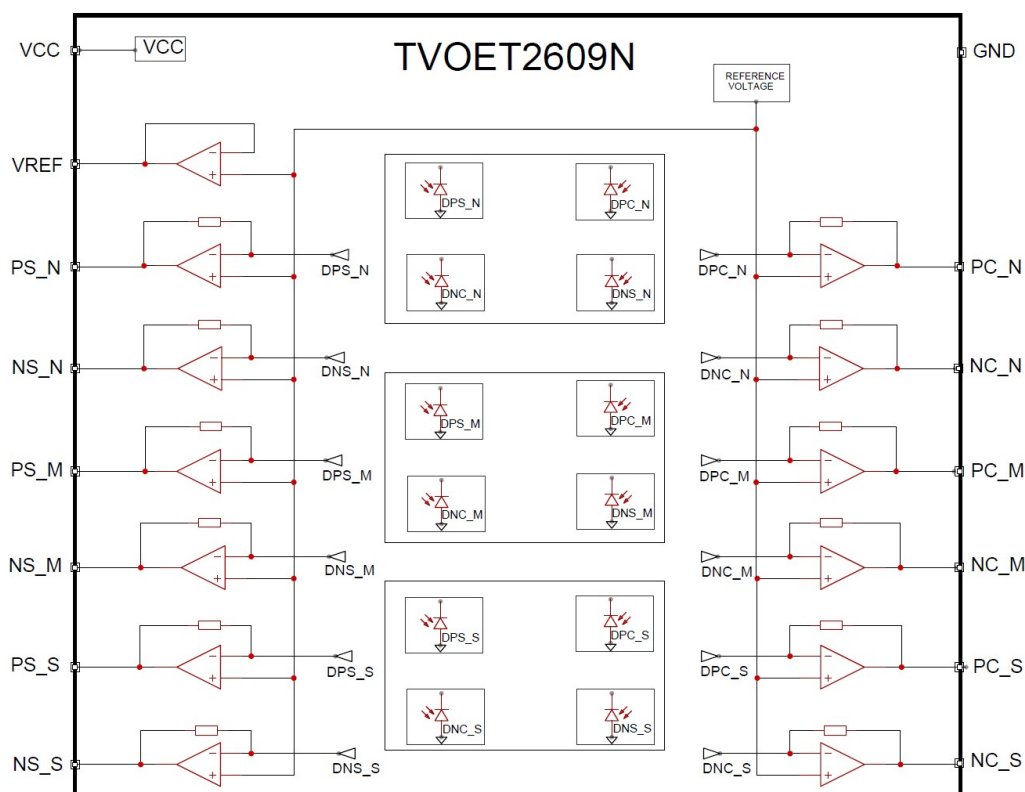 TVOET2609N
VCC
VCC
GND
REFERENCE
VOLTAGE
VREF
+
DPS_N
DPC_N
PS_N
+
DPS_N
DNC_N
DNS_N
DPC_N
+
PC_N
NS_N
+
DNS_N
DNC_N
+
NC_N
DPS_M
DPC_M
PS_M
+
DPS_M
DNC_M
DNS_M
DPC_M
+
PC_M
NS_M
+
DNS_M
DNC_M
+
NC_M
DPS_S
DPC_S
PS_S
+
DPS_S
DPC_S
+
PC_S
DNC_S
DNS_S
NS_S
+
DNS_S
DNC_S
+
NC_S